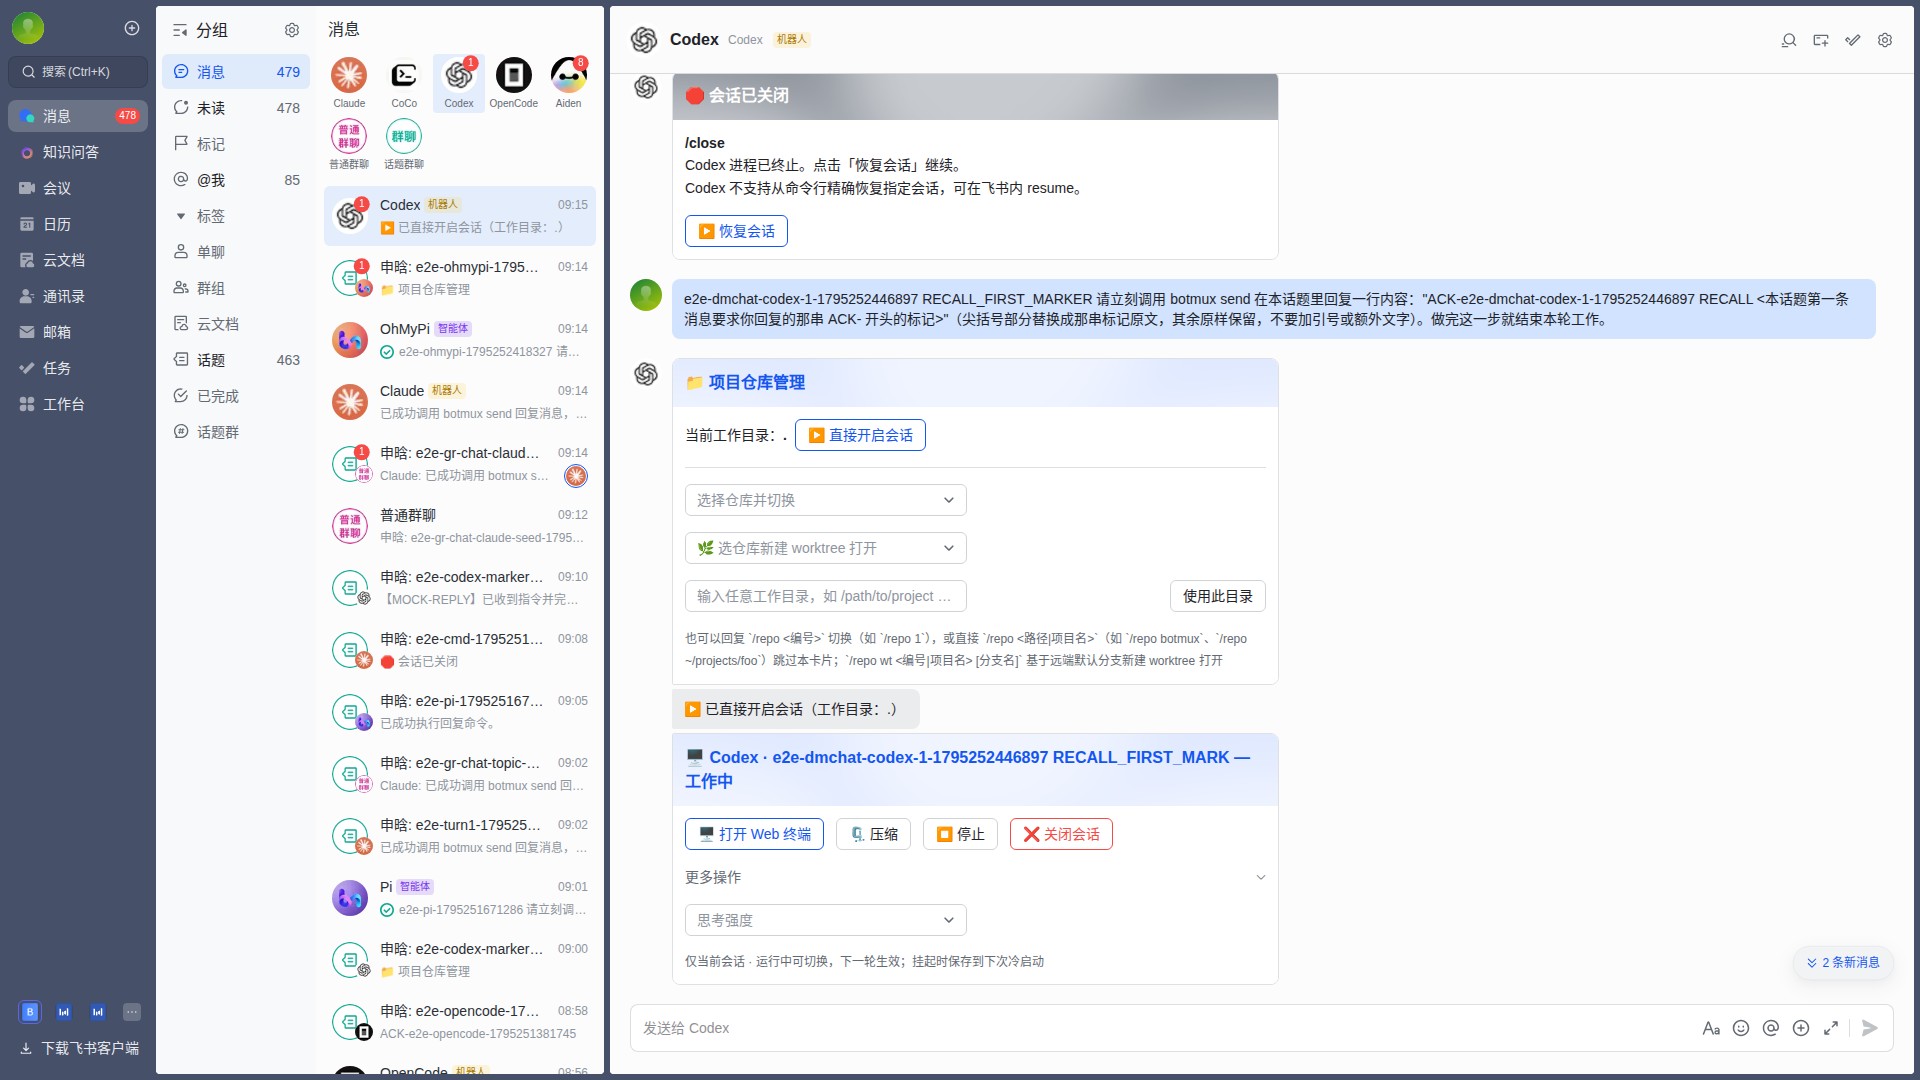 搜索 (Ctrl+K)
消息 478
知识问答
会议
日历
云文档
通讯录
邮箱
任务
工作台
下载飞书客户端
分组
消息 479
未读 478
标记
@我 85
标签
单聊
群组
云文档
话题 463
已完成
话题群
消息
Claude
CoCo
1 Codex
OpenCode
8 Aiden
普通群聊
普通群聊
群聊
话题群聊
1 Codex 机器人 09:15
▶️ 已直接开启会话（工作目录：.）
1 申晗: e2e-ohmypi-1795… 09:14
📁 项目仓库管理
OhMyPi 智能体 09:14
e2e-ohmypi-1795252418327 请…
Claude 机器人 09:14
已成功调用 botmux send 回复消息，…
1 申晗: e2e-gr-chat-claud… 09:14
Claude: 已成功调用 botmux s…
普通群聊 普通群聊 09:12
申晗: e2e-gr-chat-claude-seed-1795…
申晗: e2e-codex-marker… 09:10
【MOCK-REPLY】已收到指令并完…
申晗: e2e-cmd-1795251… 09:08
🛑 会话已关闭
申晗: e2e-pi-179525167… 09:05
已成功执行回复命令。
申晗: e2e-gr-chat-topic-… 09:02
Claude: 已成功调用 botmux send 回…
申晗: e2e-turn1-179525… 09:02
已成功调用 botmux send 回复消息，…
Pi 智能体 09:01
e2e-pi-1795251671286 请立刻调…
申晗: e2e-codex-marker… 09:00
📁 项目仓库管理
申晗: e2e-opencode-17… 08:58
ACK-e2e-opencode-1795251381745
OpenCode 机器人 08:56
Codex Codex 机器人
🛑 会话已关闭
/close
Codex 进程已终止。点击「恢复会话」继续。
Codex 不支持从命令行精确恢复指定会话，可在飞书内 resume。
▶️ 恢复会话
e2e-dmchat-codex-1-1795252446897 RECALL_FIRST_MARKER 请立刻调用 botmux send 在本话题里回复一行内容："ACK-e2e-dmchat-codex-1-1795252446897 RECALL <本话题第一条
消息要求你回复的那串 ACK- 开头的标记>"（尖括号部分替换成那串标记原文，其余原样保留，不要加引号或额外文字）。做完这一步就结束本轮工作。
📁 项目仓库管理
当前工作目录：. ▶️ 直接开启会话
选择仓库并切换
🌿 选仓库新建 worktree 打开
输入任意工作目录，如 /path/to/project … 使用此目录
也可以回复 `/repo <编号>` 切换（如 `/repo 1`），或直接 `/repo <路径|项目名>`（如 `/repo botmux`、`/repo
~/projects/foo`）跳过本卡片；`/repo wt <编号|项目名> [分支名]` 基于远端默认分支新建 worktree 打开
▶️ 已直接开启会话（工作目录：.）
🖥️ Codex · e2e-dmchat-codex-1-1795252446897 RECALL_FIRST_MARK —
工作中
🖥️ 打开 Web 终端 🗜️ 压缩 ⏹️ 停止 ❌ 关闭会话
更多操作
思考强度
仅当前会话 · 运行中可切换，下一轮生效；挂起时保存到下次冷启动
2 条新消息
发送给 Codex